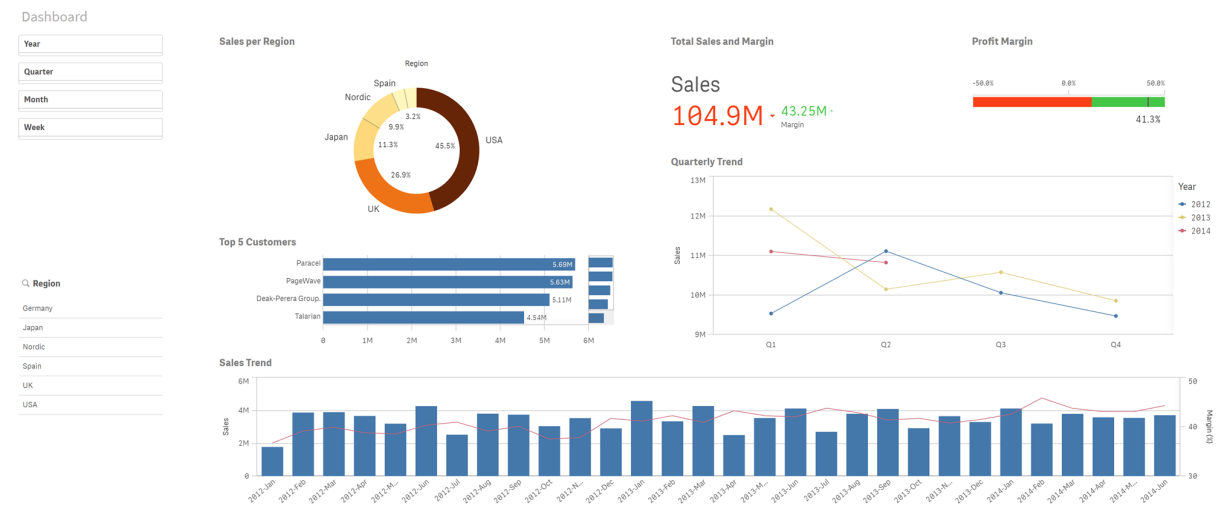 Dashboard
Year
Quarter
Month
Week
Region
Germany
Japan
Nordic
Spain
UK
USA
Sales per Region
Region
Spain
Nordic
Japan
UK
USA
3.2%
9.9%
11.3%
26.9%
45.5%
Total Sales and Margin
Sales
104.9M
43.25M
Margin
Profit Margin
-50.0% 0.0% 50.0%
41.3%
Top 5 Customers
Paracel 5.69M
PageWave 5.63M
Deak-Perera Group. 5.11M
Talarian 4.54M
0 1M 2M 3M 4M 5M 6M
Quarterly Trend
13M
12M
11M
10M
9M
Sales
Q1 Q2 Q3 Q4
Year
2012
2013
2014
Sales Trend
6M
4M
2M
0
Sales
50
40
30
Margin (%)
2012-Jan 2012-Feb 2012-Mar 2012-Apr 2012-M... 2012-Jun 2012-Jul 2012-Aug 2012-Sep 2012-Oct 2012-N... 2012-Dec 2013-Jan 2013-Feb 2013-Mar 2013-Apr 2013-M... 2013-Jun 2013-Jul 2013-Aug 2013-Sep 2013-Oct 2013-N... 2013-Dec 2014-Jan 2014-Feb 2014-Mar 2014-Apr 2014-M... 2014-Jun